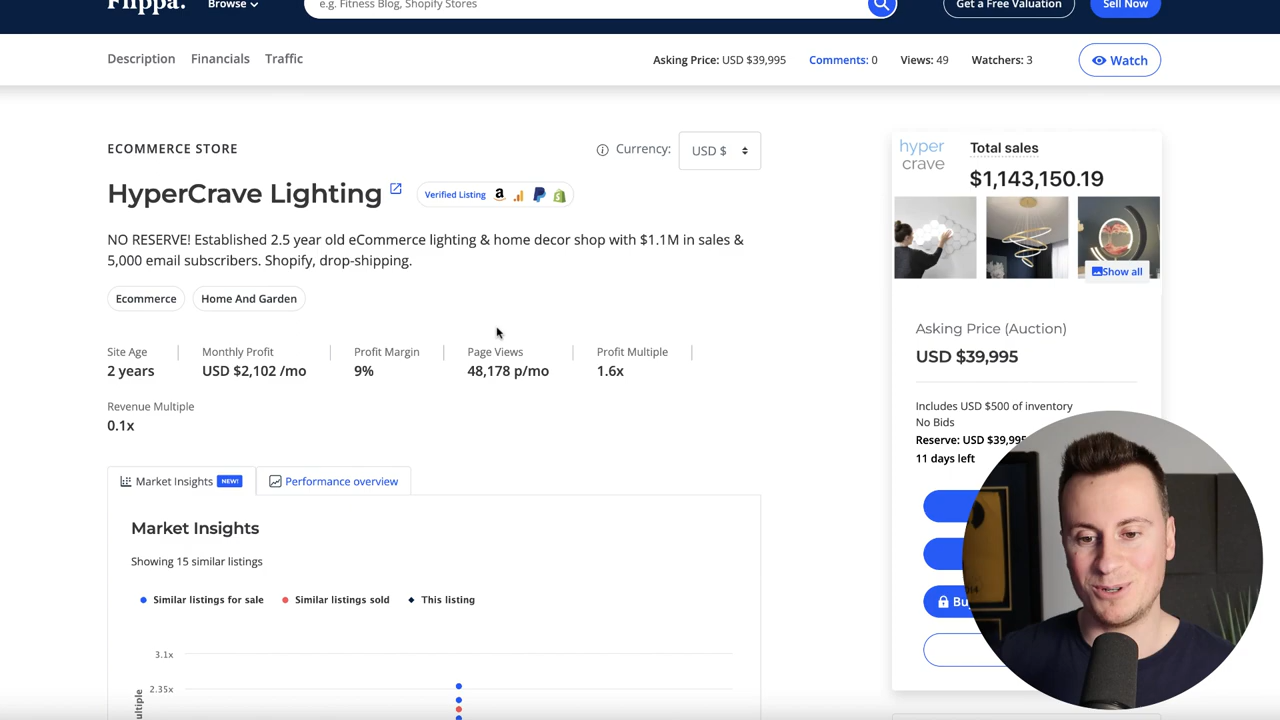 Flippa.
Browse
e.g. Fitness Blog, Shopify Stores
Get a Free Valuation
Sell Now
Description Financials Traffic
Asking Price: USD $39,995 Comments: 0 Views: 49 Watchers: 3
Watch
ECOMMERCE STORE
Currency: USD $
HyperCrave Lighting
Verified Listing
NO RESERVE! Established 2.5 year old eCommerce lighting & home decor shop with $1.1M in sales &
5,000 email subscribers. Shopify, drop-shipping.
Ecommerce Home And Garden
Site Age Monthly Profit Profit Margin Page Views Profit Multiple
2 years USD $2,102 /mo 9% 48,178 p/mo 1.6x
Revenue Multiple
0.1x
Market Insights NEW! Performance overview
Market Insights
Showing 15 similar listings
Similar listings for sale Similar listings sold This listing
3.1x
2.35x
hyper
crave
Total sales
$1,143,150.19
Show all
Asking Price (Auction)
USD $39,995
Includes USD $500 of inventory
No Bids
Reserve: USD $39,995
11 days left